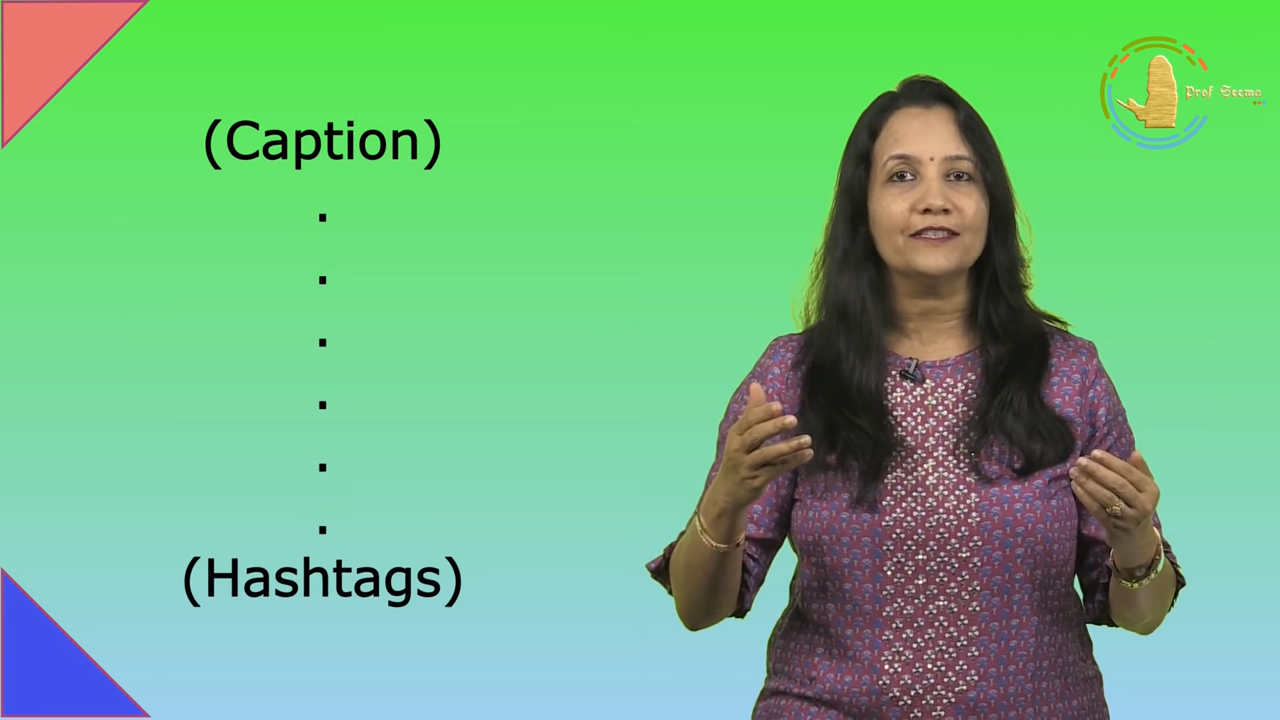 (Caption)
.
.
.
.
.
.
(Hashtags)
Prof Seema